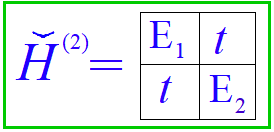 H̆⁽²⁾ =
E₁ t
t E₂